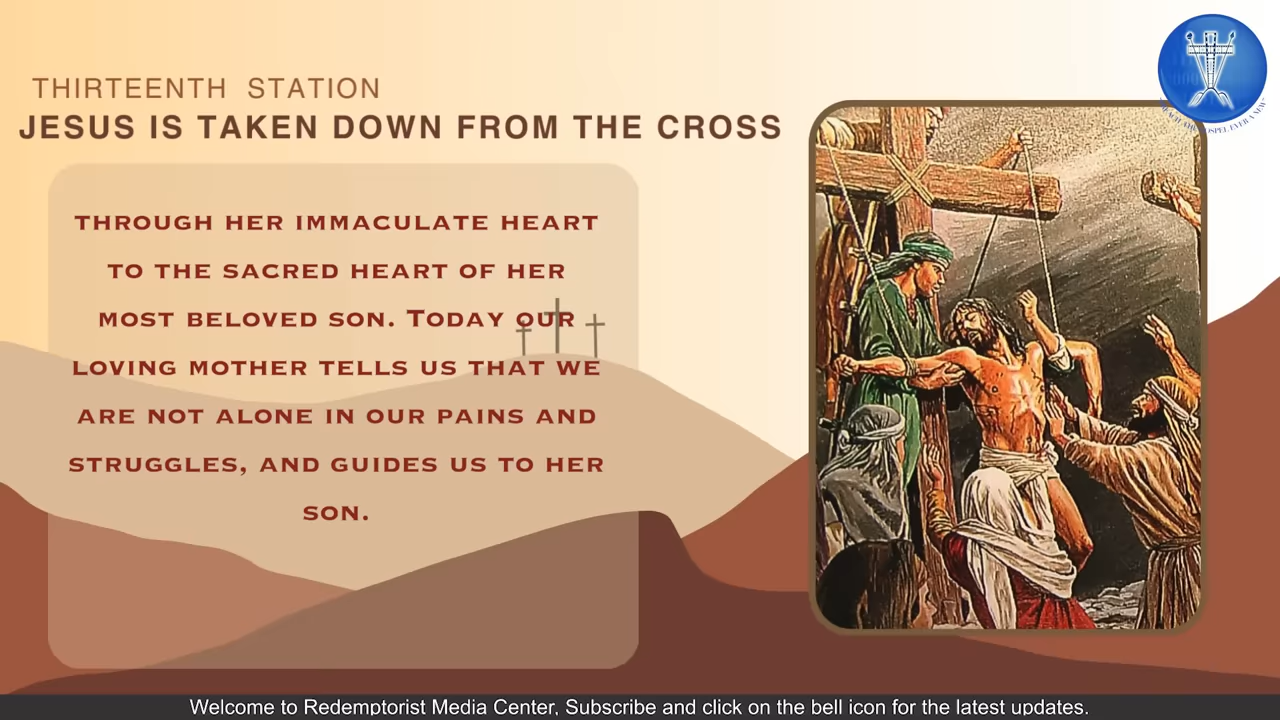 THIRTEENTH STATION
JESUS IS TAKEN DOWN FROM THE CROSS
THROUGH HER IMMACULATE HEART
TO THE SACRED HEART OF HER
MOST BELOVED SON. TODAY OUR
LOVING MOTHER TELLS US THAT WE
ARE NOT ALONE IN OUR PAINS AND
STRUGGLES, AND GUIDES US TO HER
SON.
Welcome to Redemptorist Media Center, Subscribe and click on the bell icon for the latest updates.